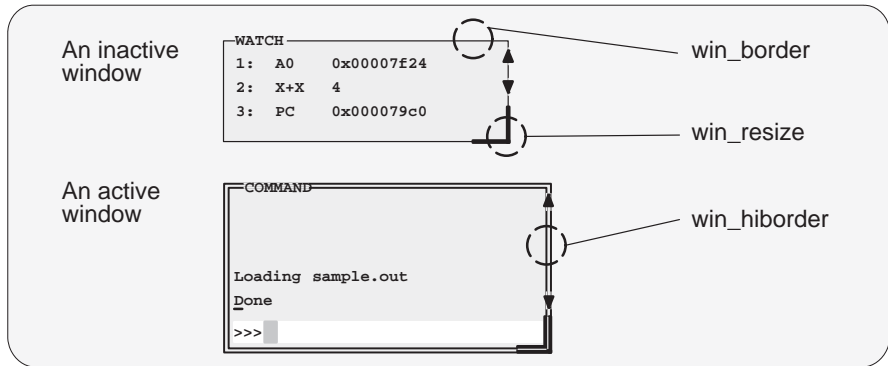 An inactive
window
WATCH
1: A0 0x00007f24
2: X+X 4
3: PC 0x000079c0
win_border
win_resize
An active
window
COMMAND
Loading sample.out
Done
>>>
win_hiborder